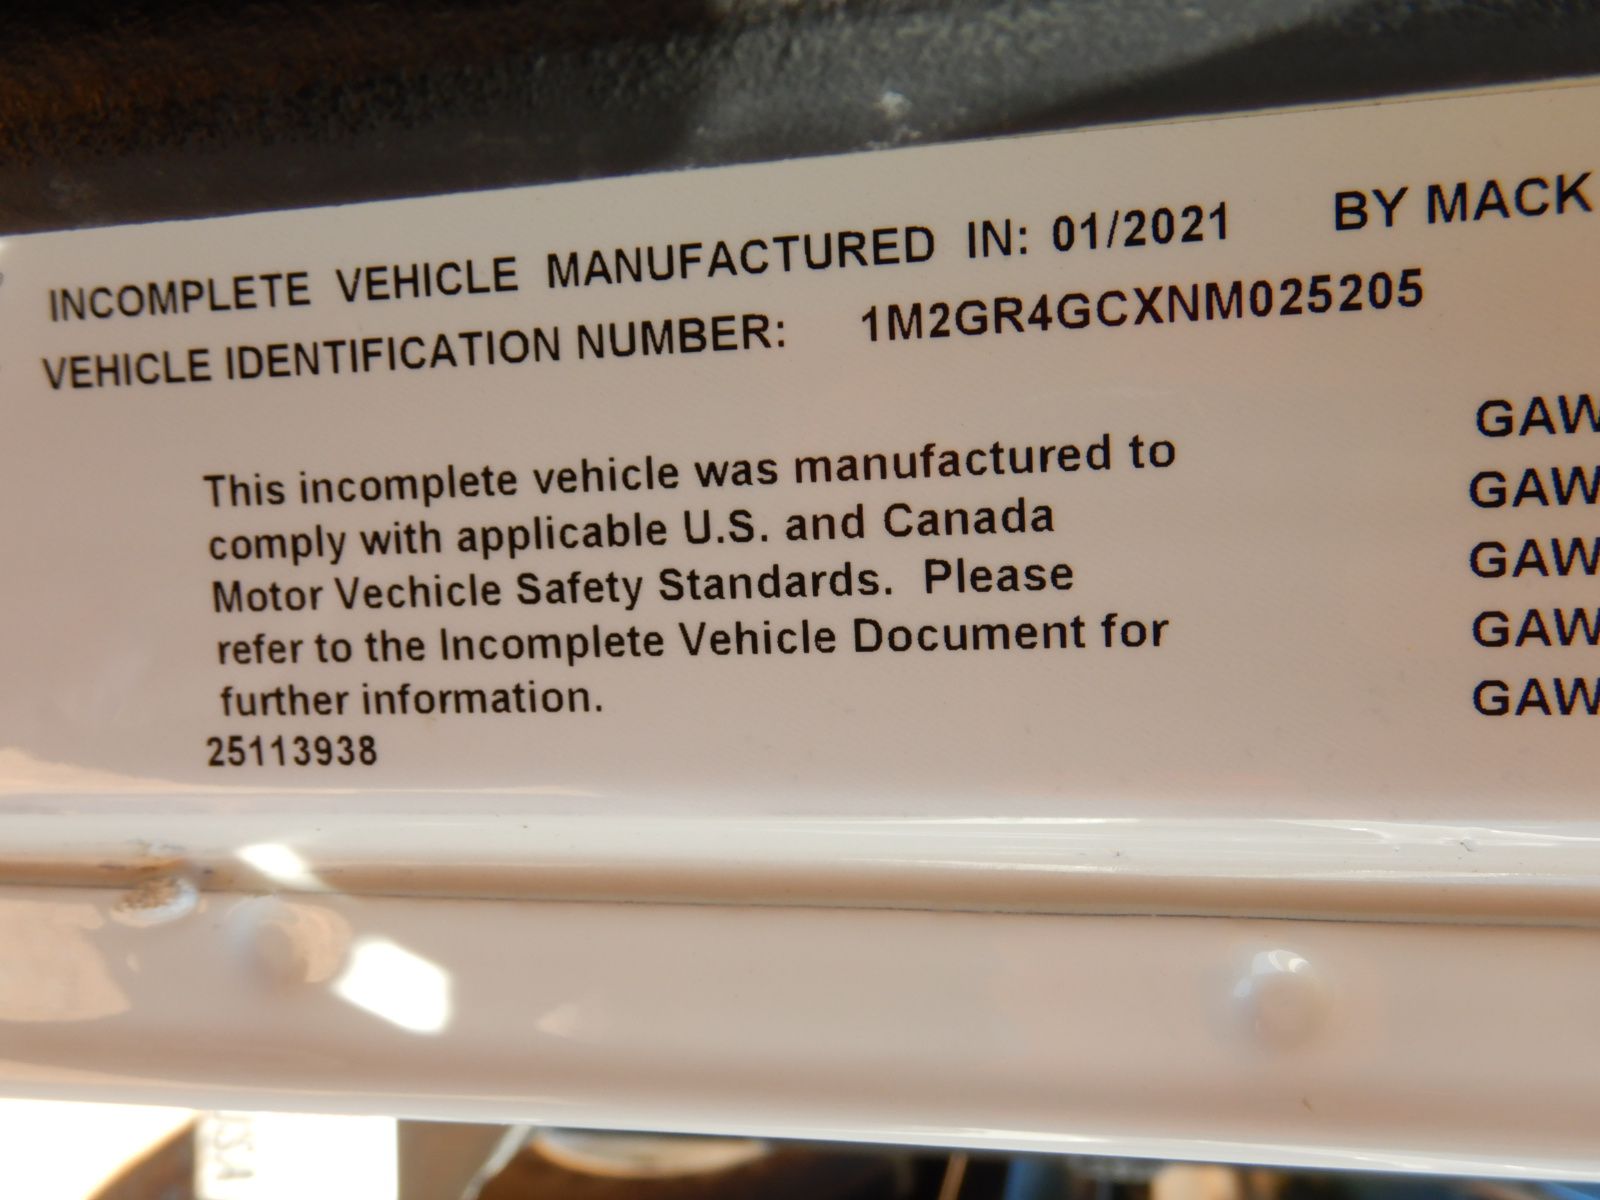 INCOMPLETE VEHICLE MANUFACTURED IN: 01/2021 BY MACK
VEHICLE IDENTIFICATION NUMBER: 1M2GR4GCXNM025205
This incomplete vehicle was manufactured to
comply with applicable U.S. and Canada
Motor Vechicle Safety Standards. Please
refer to the Incomplete Vehicle Document for
further information.
25113938
GAW
GAW
GAW
GAW
GAW